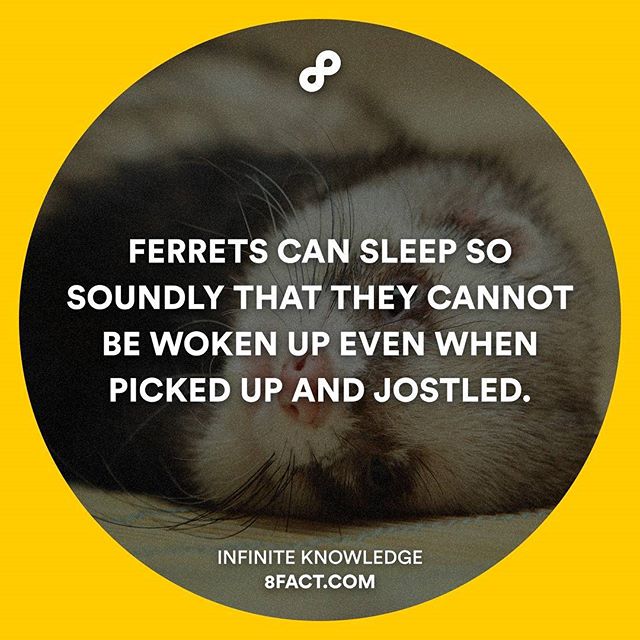 FERRETS CAN SLEEP SO
SOUNDLY THAT THEY CANNOT
BE WOKEN UP EVEN WHEN
PICKED UP AND JOSTLED.
INFINITE KNOWLEDGE
8FACT.COM